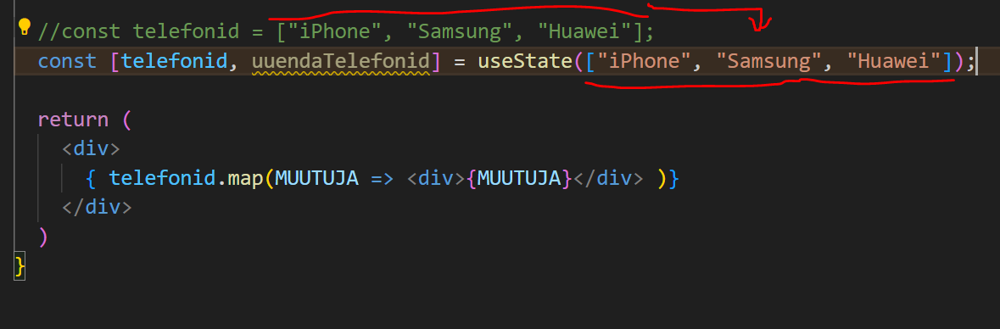 //const telefonid = ["iPhone", "Samsung", "Huawei"];
const [telefonid, uuendaTelefonid] = useState(["iPhone", "Samsung", "Huawei"]);
return (
<div>
{ telefonid.map(MUUTUJA => <div>{MUUTUJA}</div> )}
</div>
)
}